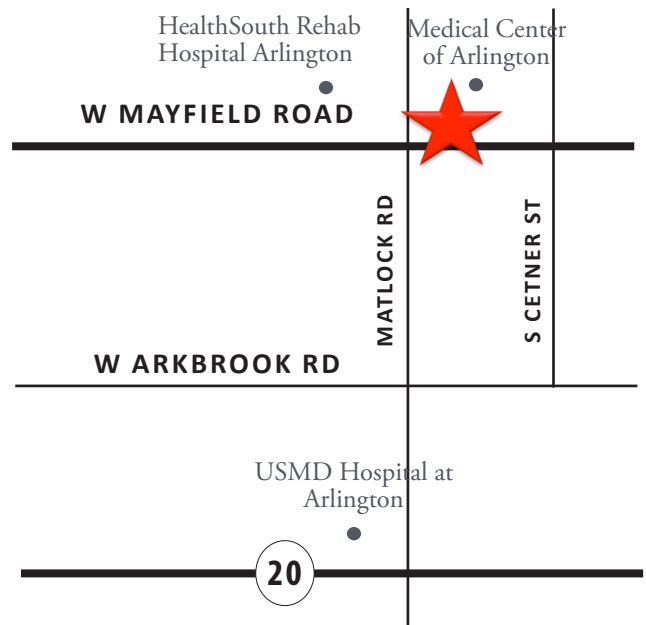 HealthSouth Rehab
Hospital Arlington
Medical Center
of Arlington
W MAYFIELD ROAD
MATLOCK RD
S CETNER ST
W ARKBROOK RD
USMD Hospital at
Arlington
20